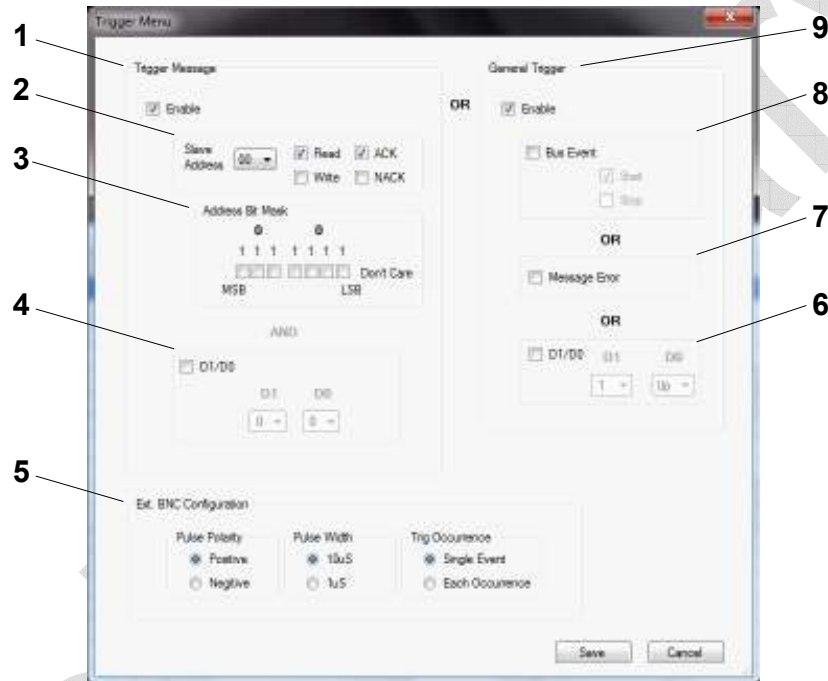 Trigger Menu
1
Trigger Message
Enable
2
Slave Address
00
Read
ACK
Write
NACK
3
Address Bit Mask
0 0
1 1 1 1 1 1 1
Don't Care
MSB LSB
AND
4
D1/D0
D1 D0
0 0
OR
9
General Trigger
Enable
8
Bus Event
Start
Stop
OR
7
Message Error
OR
6
D1/D0
D1 D0
1 Up
5
Ext. BNC Configuration
Pulse Polarity
Positive
Negitive
Pulse Width
10uS
1uS
Trig Occurrence
Single Event
Each Occurrence
Save Cancel